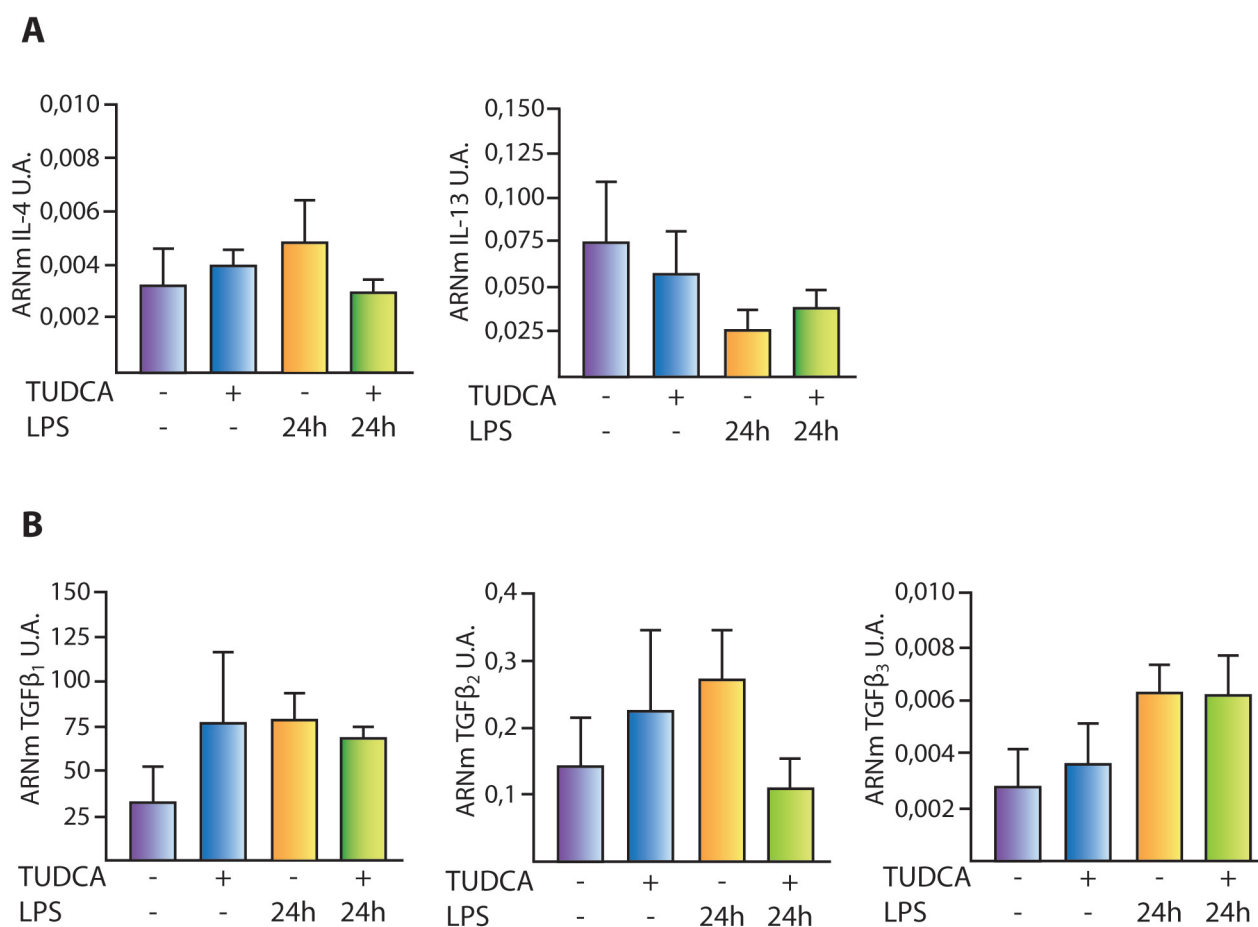 A
ARNm IL-4 U.A.
0,010
0,008
0,006
0,004
0,002
TUDCA - + - +
LPS - - 24h 24h
ARNm IL-13 U.A.
0,150
0,125
0,100
0,075
0,050
0,025
TUDCA - + - +
LPS - - 24h 24h
B
ARNm TGFβ₁ U.A.
150
125
100
75
50
25
TUDCA - + - +
LPS - - 24h 24h
ARNm TGFβ₂ U.A.
0,4
0,3
0,2
0,1
TUDCA - + - +
LPS - - 24h 24h
ARNm TGFβ₃ U.A.
0,010
0,008
0,006
0,004
0,002
TUDCA - + - +
LPS - - 24h 24h